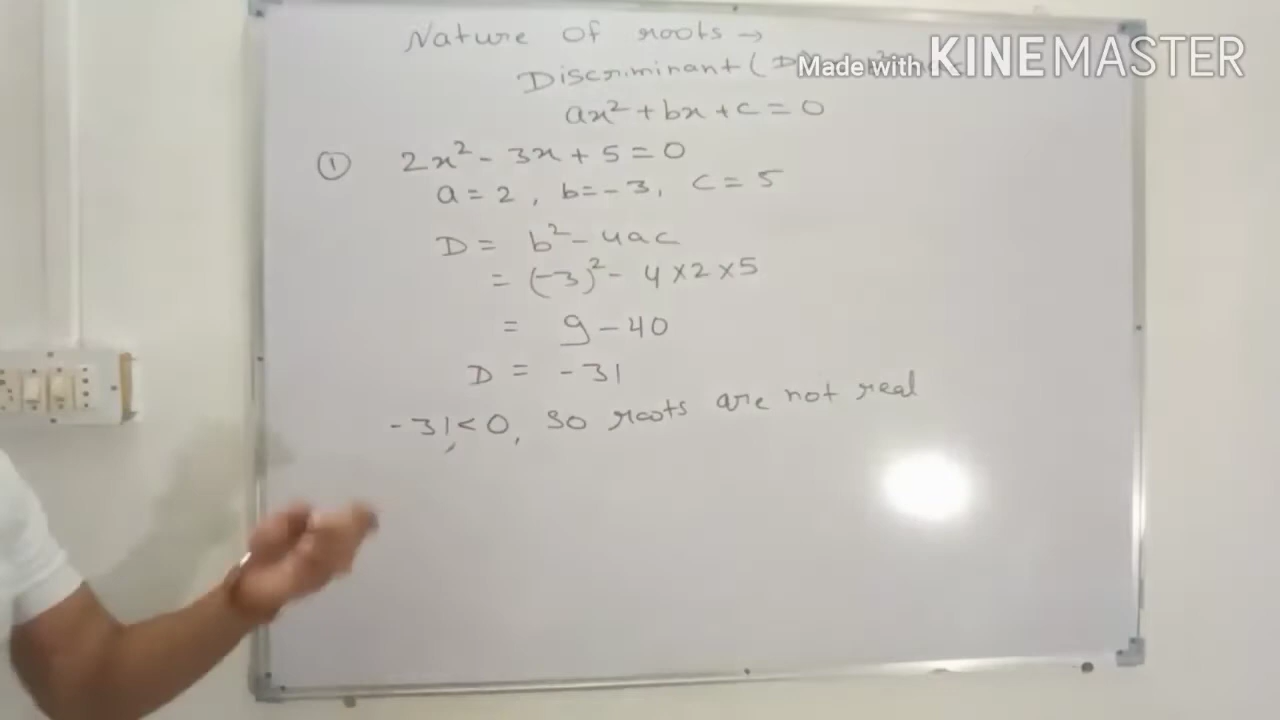 Nature of roots →
Discriminant (D
Made with KINEMASTER
ax² + bx + c = 0
① 2x² - 3x + 5 = 0
a = 2 , b = -3, c = 5
D = b² - 4ac
= (-3)² - 4 × 2 × 5
= 9 - 40
D = -31
-31 < 0, so roots are not real